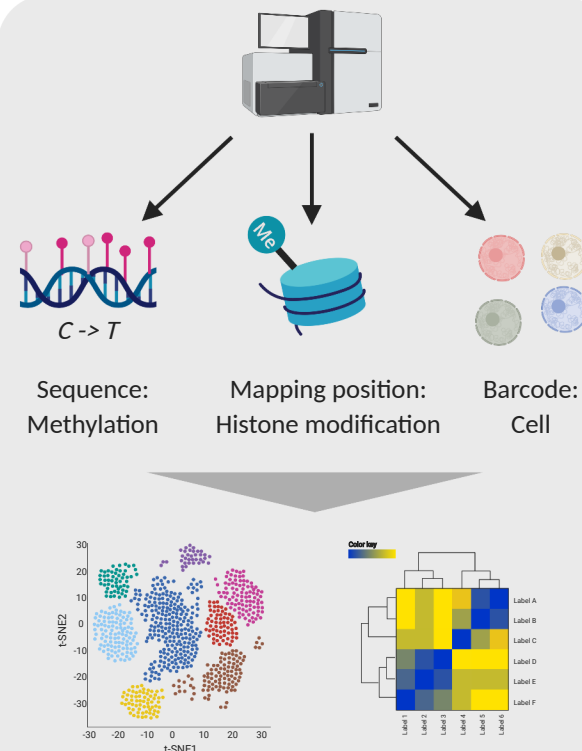 Me
C -> T
Sequence:
Methylation
Mapping position:
Histone modification
Barcode:
Cell
30
20
10
0
-10
-20
-30
t-SNE2
-30 -20 -10 0 10 20 30
t-SNE1
Color key
Label A
Label B
Label C
Label D
Label E
Label F
Label 1
Label 2
Label 3
Label 4
Label 5
Label 6